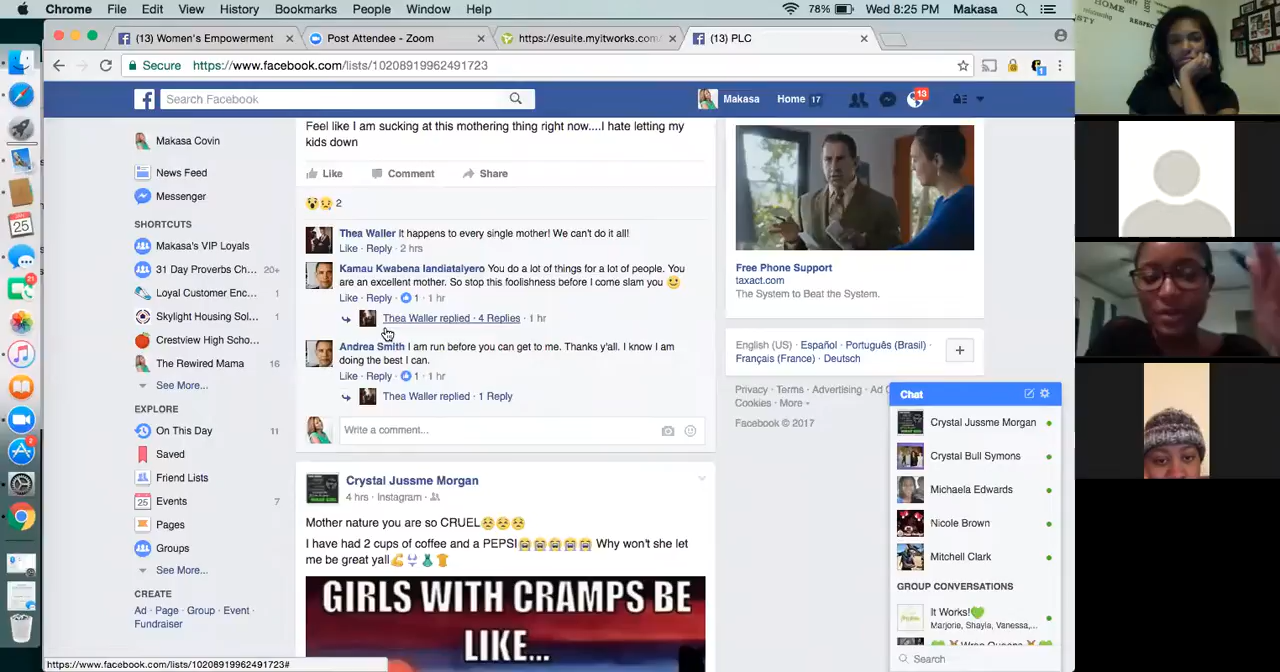 Chrome File Edit View History Bookmarks People Window Help 78% Wed 8:25 PM Makasa
(13) Women's Empowerment
Post Attendee - Zoom
https://esuite.myitworks.com
(13) PLC
Secure https://www.facebook.com/lists/10208919962491723
Search Facebook
Makasa Home 17 13
Makasa Covin
News Feed
Messenger
SHORTCUTS
Makasa's VIP Loyals
31 Day Proverbs Ch... 20+
Loyal Customer Enc... 1
Skylight Housing Sol... 1
Crestview High Scho...
The Rewired Mama 16
See More...
EXPLORE
On This Day 11
Saved
Friend Lists
Events 7
Pages
Groups
See More...
CREATE
Ad · Page · Group · Event ·
Fundraiser
Feel like I am sucking at this mothering thing right now....I hate letting my
kids down
Like Comment Share
😮😢 2
Thea Waller It happens to every single mother! We can't do it all!
Like · Reply · 2 hrs
Kamau Kwabena Iandiatalyero You do a lot of things for a lot of people. You
are an excellent mother. So stop this foolishness before I come slam you 😉
Like · Reply · 1 · 1 hr
Thea Waller replied · 4 Replies · 1 hr
Andrea Smith I am run before you can get to me. Thanks y'all. I know I am
doing the best I can.
Like · Reply · 1 · 1 hr
Thea Waller replied · 1 Reply
Write a comment...
Crystal Jussme Morgan
4 hrs · Instagram ·
Mother nature you are so CRUEL
I have had 2 cups of coffee and a PEPSI😭😭😭😭😭 Why won't she let
me be great yall
GIRLS WITH CRAMPS BE
LIKE...
Free Phone Support
taxact.com
The System to Beat the System.
English (US) · Español · Português (Brasil) ·
Français (France) · Deutsch
Privacy · Terms · Advertising · Ad C
Cookies · More
Facebook © 2017
Chat
Crystal Jussme Morgan
Crystal Bull Symons
Michaela Edwards
Nicole Brown
Mitchell Clark
GROUP CONVERSATIONS
It Works!💚
Marjorie, Shayla, Vanessa,...
Search
https://www.facebook.com/lists/10208919962491723#